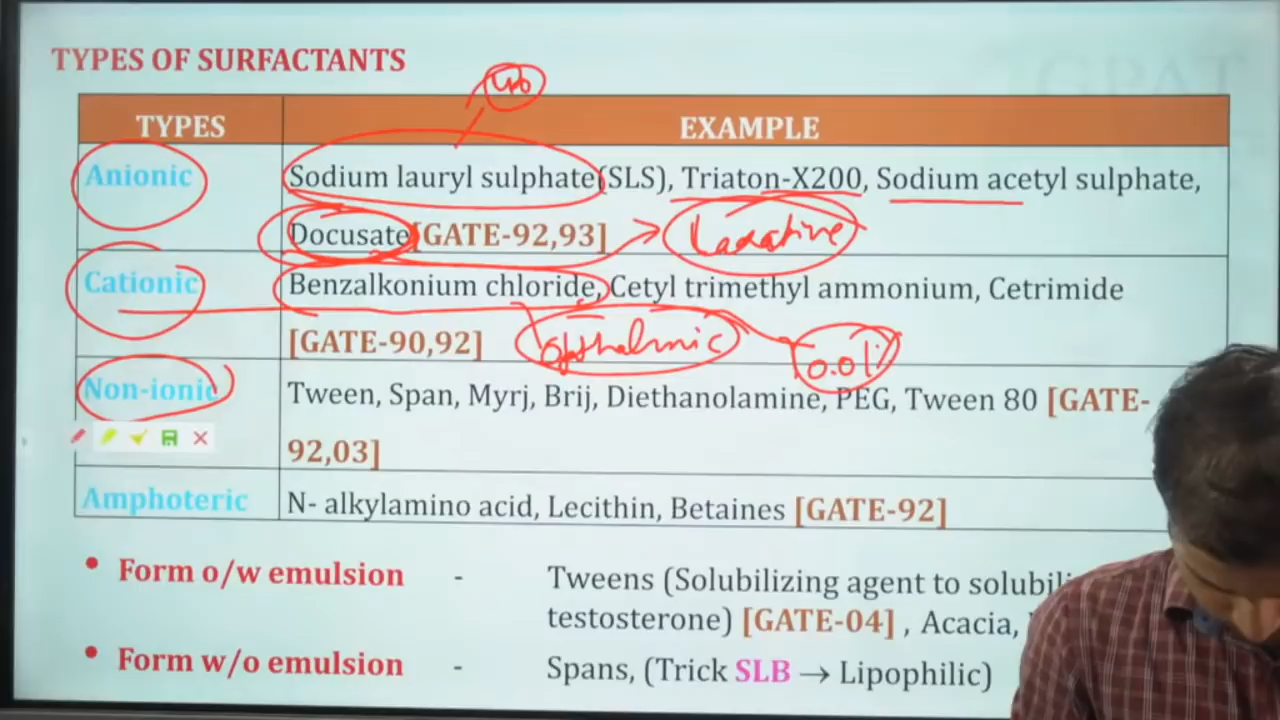 TYPES OF SURFACTANTS
40
TYPES EXAMPLE
Anionic Sodium lauryl sulphate(SLS), Triaton-X200, Sodium acetyl sulphate,
Docusate [GATE-92,93] Laxative
Cationic Benzalkonium chloride, Cetyl trimethyl ammonium, Cetrimide
[GATE-90,92] Ophthalmic 0.01%
Non-ionic Tween, Span, Myrj, Brij, Diethanolamine, PEG, Tween 80 [GATE-
92,03]
Amphoteric N- alkylamino acid, Lecithin, Betaines [GATE-92]
• Form o/w emulsion - Tweens (Solubilizing agent to
testosterone) [GATE-04] , Acacia,
• Form w/o emulsion - Spans, (Trick SLB → Lipophilic)